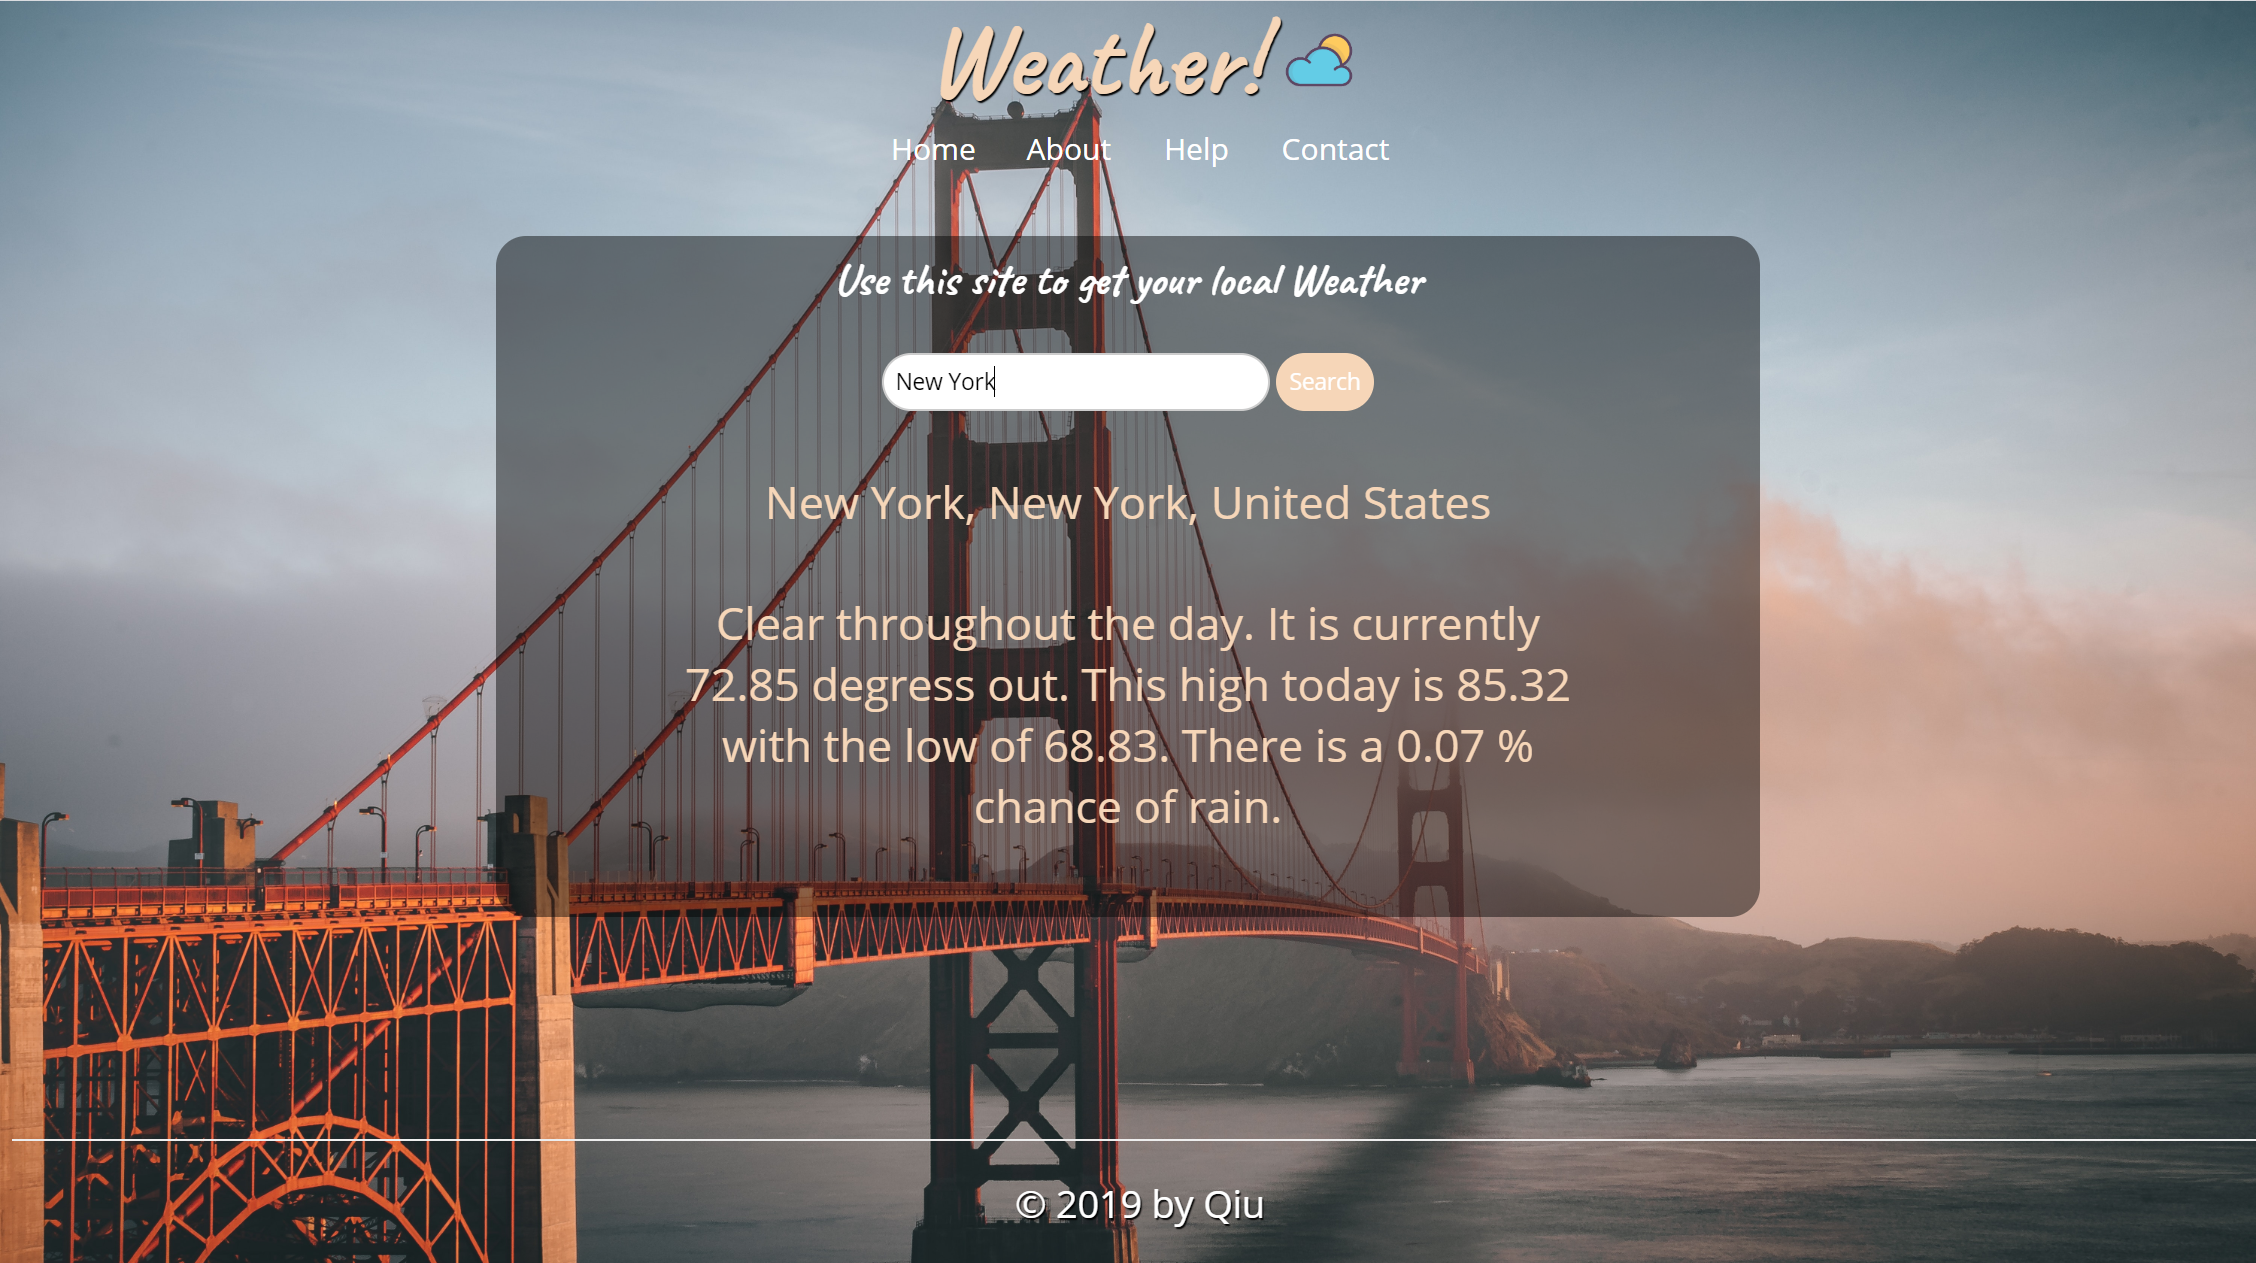 Weather!
Home About Help Contact
Use this site to get your local Weather
New York
Search
New York, New York, United States
Clear throughout the day. It is currently
72.85 degress out. This high today is 85.32
with the low of 68.83. There is a 0.07 %
chance of rain.
© 2019 by Qiu